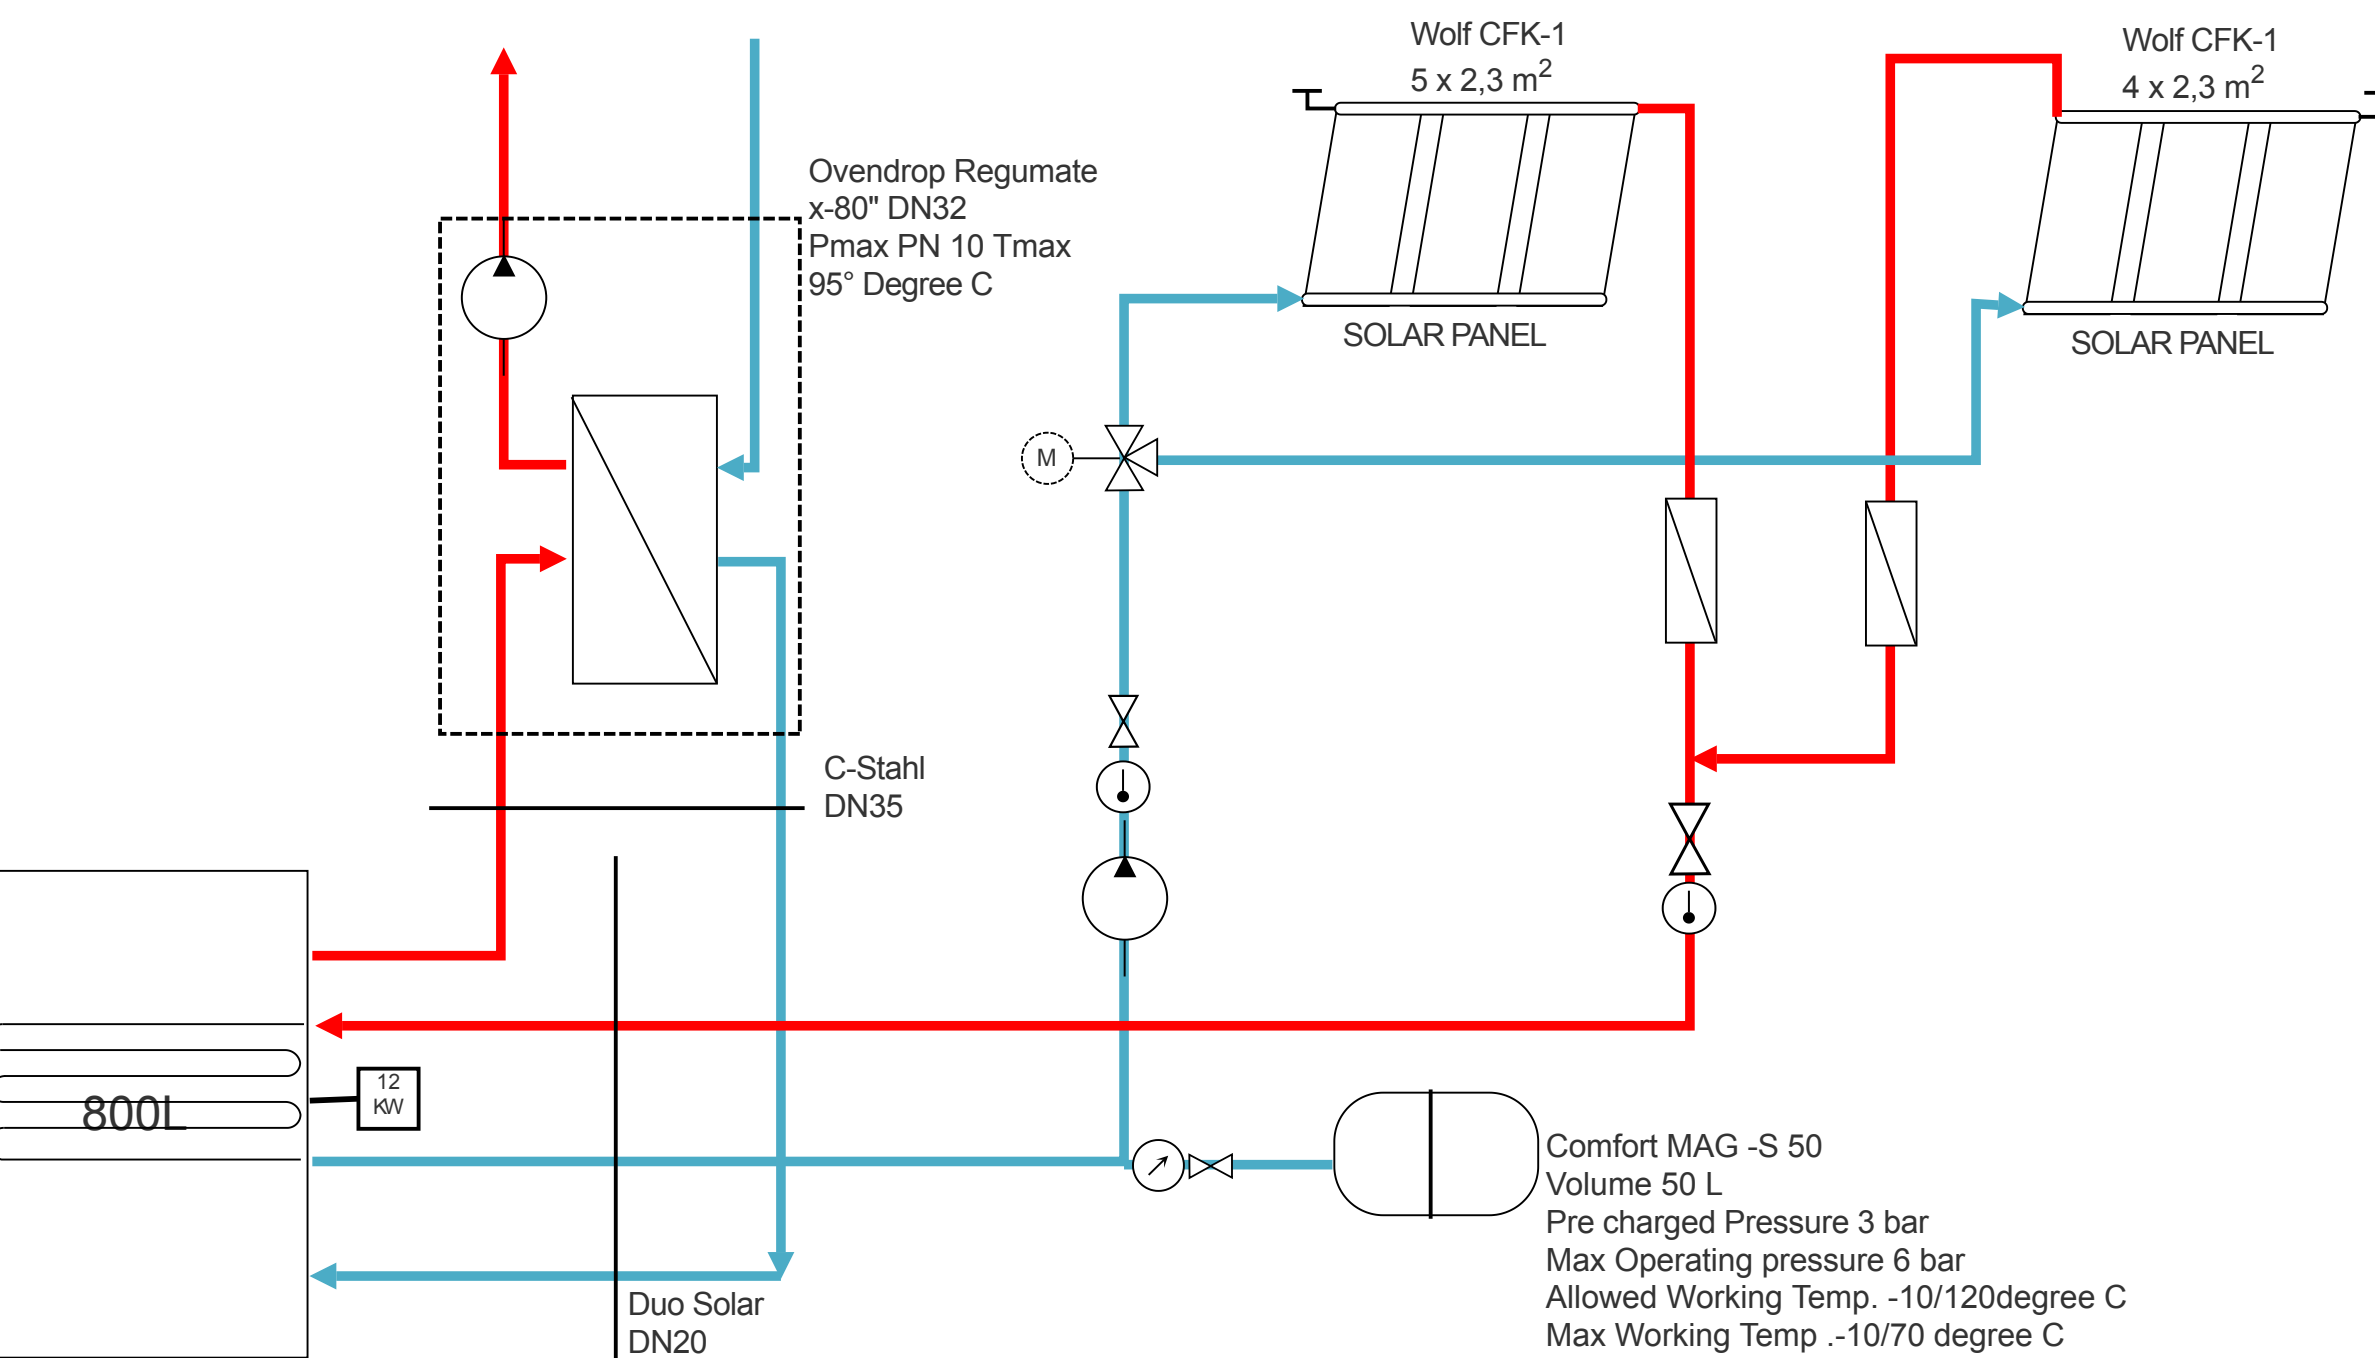 Wolf CFK-1
5 x 2,3 m²
Wolf CFK-1
4 x 2,3 m²
Ovendrop Regumate
x-80" DN32
Pmax PN 10 Tmax
95° Degree C
SOLAR PANEL
SOLAR PANEL
M
C-Stahl
DN35
12
KW
800L
Comfort MAG -S 50
Volume 50 L
Pre charged Pressure 3 bar
Max Operating pressure 6 bar
Allowed Working Temp. -10/120degree C
Max Working Temp .-10/70 degree C
Duo Solar
DN20